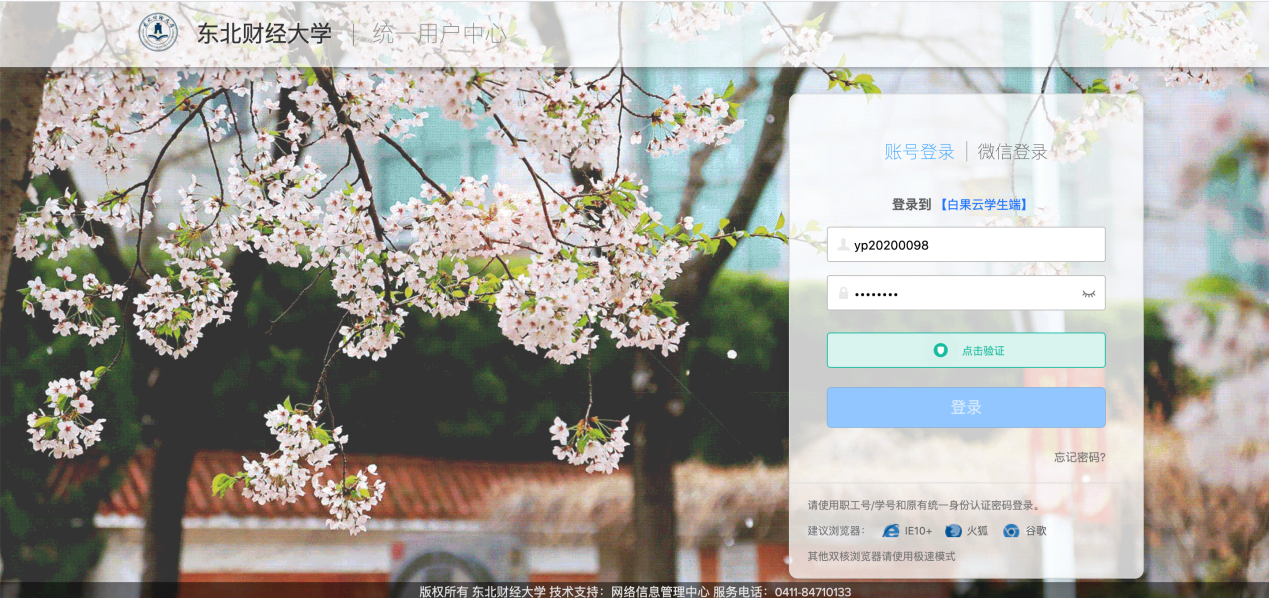 东北财经大学 | 统一用户中心
账号登录 | 微信登录
登录到 【白果云学生端】
yp20200098
••••••••
点击验证
登录
忘记密码?
请使用职工号/学号和原有统一身份认证密码登录。
建议浏览器： IE10+ 火狐 谷歌
其他双核浏览器请使用极速模式
版权所有 东北财经大学 技术支持：网络信息管理中心 服务电话：0411-84710133